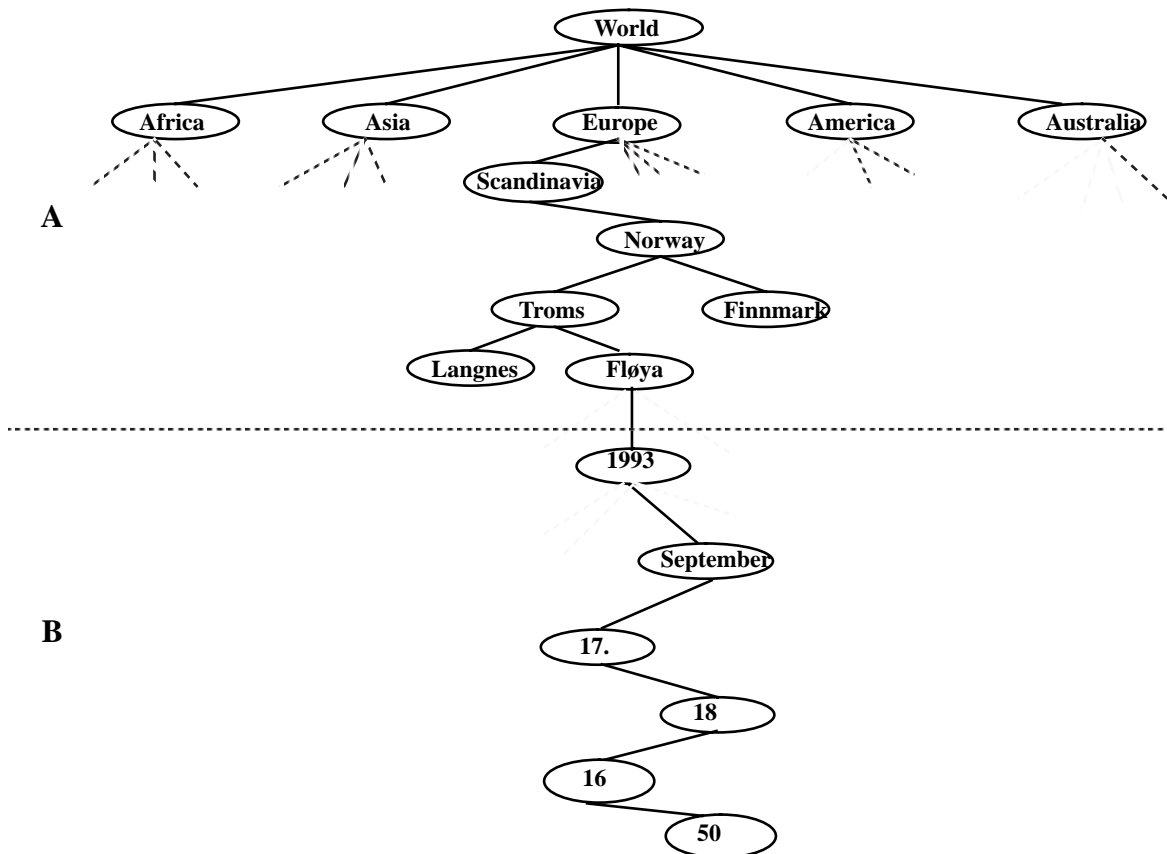 World
Africa Asia Europe America Australia
Scandinavia
A
Norway
Troms Finnmark
Langnes Fløya
1993
September
B
17.
18
16
50